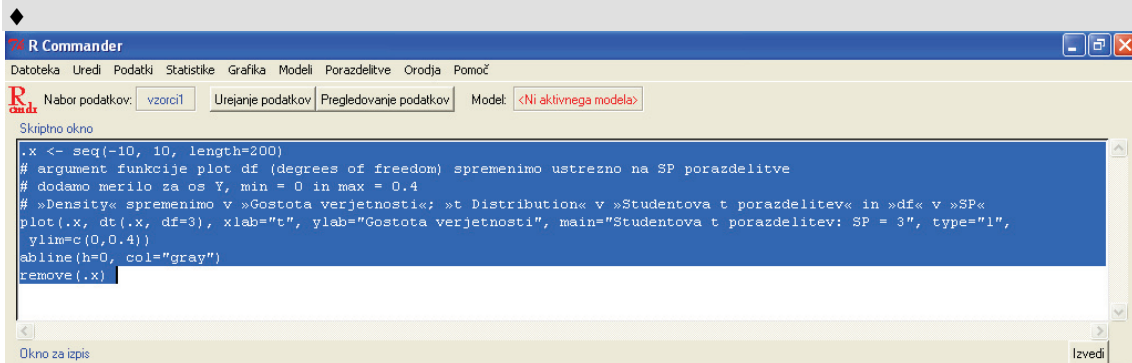 R Commander
Datoteka Uredi Podatki Statistike Grafika Modeli Porazdelitve Orodja Pomoč
Rcmdr Nabor podatkov: vzorci1 Urejanje podatkov Pregledovanje podatkov Model: <Ni aktivnega modela>
Skriptno okno
.x <- seq(-10, 10, length=200)
# argument funkcije plot df (degrees of freedom) spremenimo ustrezno na SP porazdelitve
# dodamo merilo za os Y, min = 0 in max = 0.4
# »Density« spremenimo v »Gostota verjetnosti«; »t Distribution« v »Studentova t porazdelitev« in »df« v »SP«
plot(.x, dt(.x, df=3), xlab="t", ylab="Gostota verjetnosti", main="Studentova t porazdelitev: SP = 3", type="l",
ylim=c(0,0.4))
abline(h=0, col="gray")
remove(.x)
Okno za izpis Izvedi